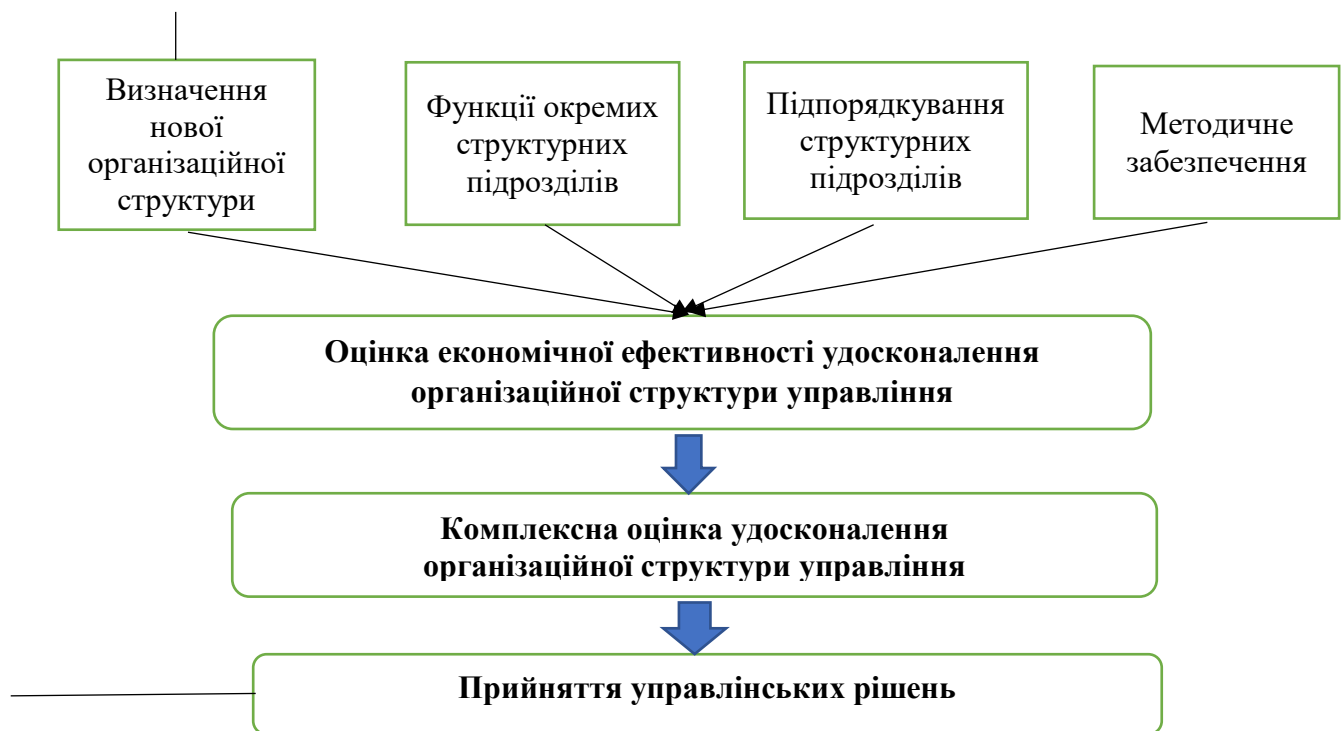 Визначення
нової
організаційної
структури
Функції окремих
структурних
підрозділів
Підпорядкування
структурних
підрозділів
Методичне
забезпечення
Оцінка економічної ефективності удосконалення
організаційної структури управління
Комплексна оцінка удосконалення
організаційної структури управління
Прийняття управлінських рішень